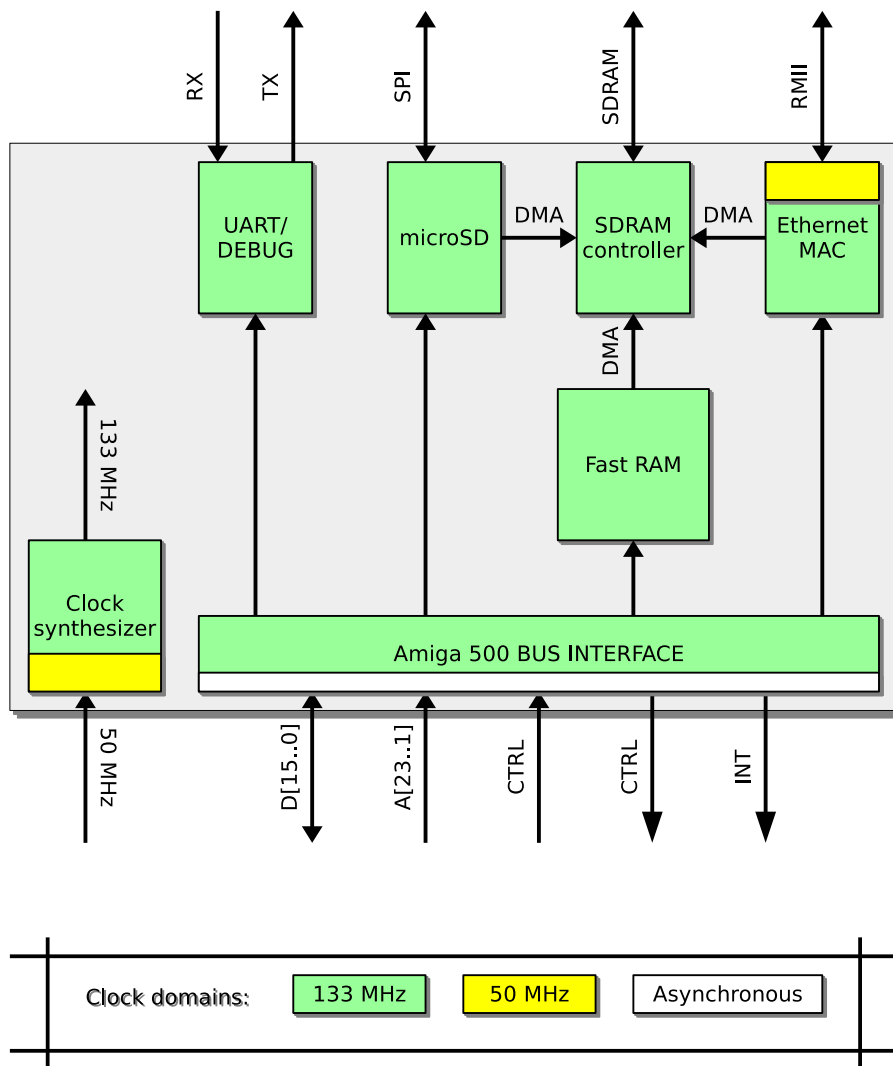 RX
TX
SPI
SDRAM
RMII
UART/
DEBUG
microSD
DMA
SDRAM
controller
DMA
Ethernet
MAC
DMA
133 MHz
Fast RAM
Clock
synthesizer
Amiga 500 BUS INTERFACE
50 MHz
D[15..0]
A[23..1]
CTRL
CTRL
INT
Clock domains:
133 MHz
50 MHz
Asynchronous